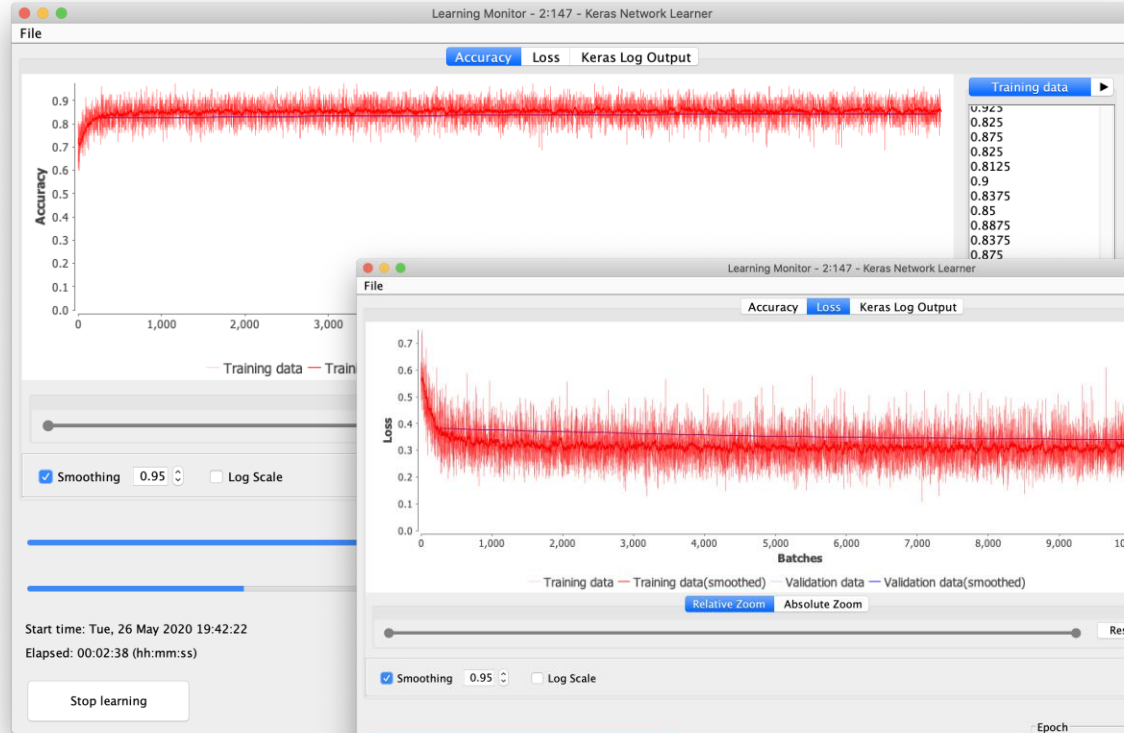 Learning Monitor - 2:147 - Keras Network Learner
File
Accuracy Loss Keras Log Output
Training data ▶
0.925
0.825
0.875
0.825
0.8125
0.9
0.8375
0.85
0.8875
0.8375
0.875
Accuracy
0.9
0.8
0.7
0.6
0.5
0.4
0.3
0.2
0.1
0.0
0 1,000 2,000 3,000
Training data Train
Smoothing 0.95 Log Scale
Start time: Tue, 26 May 2020 19:42:22
Elapsed: 00:02:38 (hh:mm:ss)
Stop learning
Learning Monitor - 2:147 - Keras Network Learner
File
Accuracy Loss Keras Log Output
Loss
0.7
0.6
0.5
0.4
0.3
0.2
0.1
0.0
0 1,000 2,000 3,000 4,000 5,000 6,000 7,000 8,000 9,000 10
Batches
Training data Training data(smoothed) Validation data Validation data(smoothed)
Relative Zoom Absolute Zoom
Res
Smoothing 0.95 Log Scale
Epoch